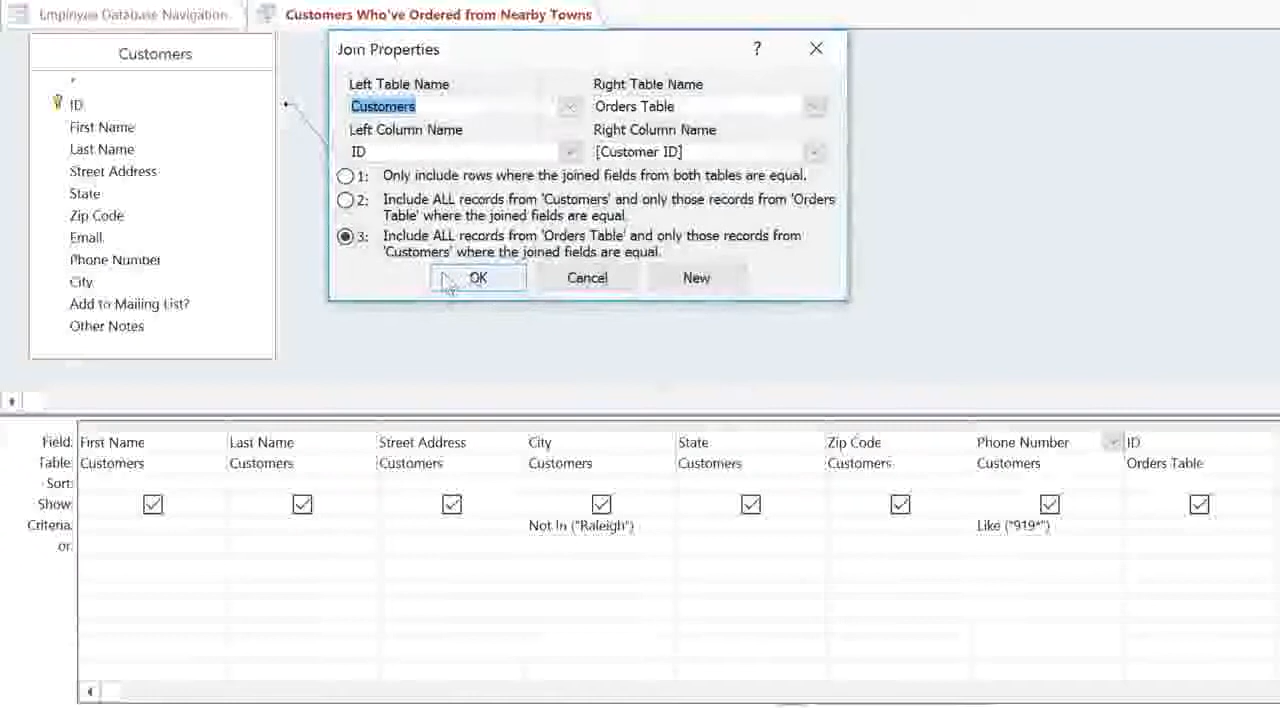 Employee Database Navigation
Customers Who've Ordered from Nearby Towns
Customers
*
ID
First Name
Last Name
Street Address
State
Zip Code
Email
Phone Number
City
Add to Mailing List?
Other Notes
Join Properties
?
Left Table Name
Right Table Name
Customers
Orders Table
Left Column Name
Right Column Name
ID
[Customer ID]
1: Only include rows where the joined fields from both tables are equal.
2: Include ALL records from 'Customers' and only those records from 'Orders
Table' where the joined fields are equal.
3: Include ALL records from 'Orders Table' and only those records from
'Customers' where the joined fields are equal.
OK Cancel New
Field: First Name Last Name Street Address City State Zip Code Phone Number ID
Table: Customers Customers Customers Customers Customers Customers Customers Orders Table
Sort:
Show:
Criteria: Not In ("Raleigh") Like ("919*")
or: